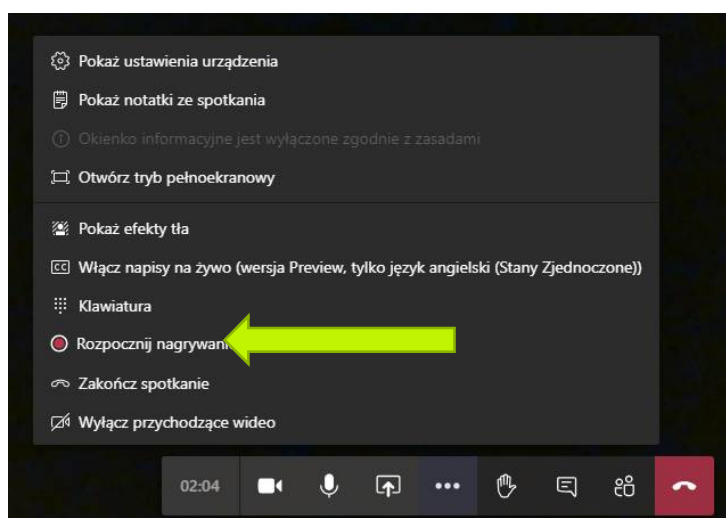 Pokaż ustawienia urządzenia
Pokaż notatki ze spotkania
Okienko informacyjne jest wyłączone zgodnie z zasadami
Otwórz tryb pełnoekranowy
Pokaż efekty tła
CC Włącz napisy na żywo (wersja Preview, tylko język angielski (Stany Zjednoczone))
Klawiatura
Rozpocznij nagrywani
Zakończ spotkanie
Wyłącz przychodzące wideo
02:04